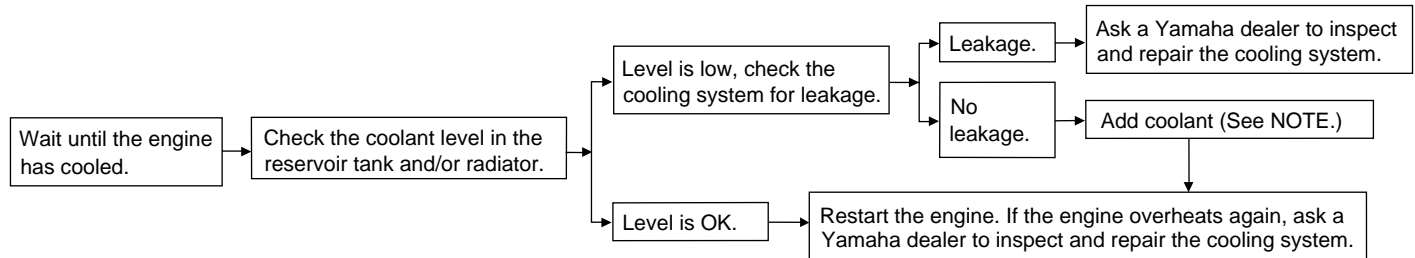 Wait until the engine
has cooled.
Check the coolant level in the
reservoir tank and/or radiator.
Level is low, check the
cooling system for leakage.
Leakage.
Ask a Yamaha dealer to inspect
and repair the cooling system.
No
leakage.
Add coolant (See NOTE.)
Level is OK.
Restart the engine. If the engine overheats again, ask a
Yamaha dealer to inspect and repair the cooling system.